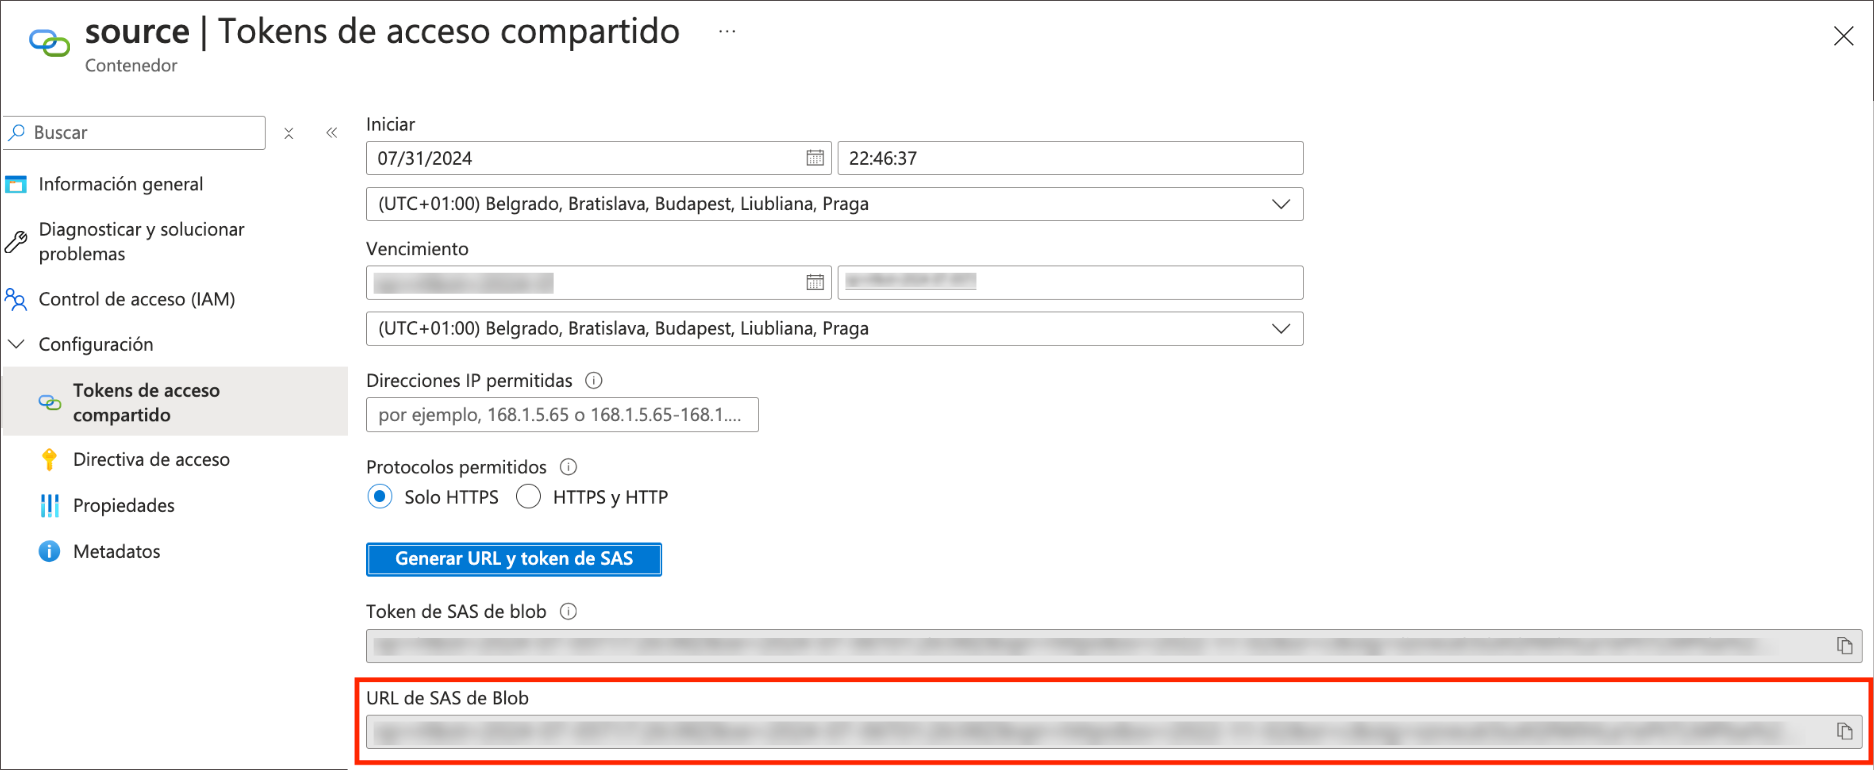 source | Tokens de acceso compartido ...
Contenedor
Buscar
Información general
Diagnosticar y solucionar
problemas
Control de acceso (IAM)
Configuración
Tokens de acceso
compartido
Directiva de acceso
Propiedades
Metadatos
Iniciar
07/31/2024
22:46:37
(UTC+01:00) Belgrado, Bratislava, Budapest, Liubliana, Praga
Vencimiento
(UTC+01:00) Belgrado, Bratislava, Budapest, Liubliana, Praga
Direcciones IP permitidas
por ejemplo, 168.1.5.65 o 168.1.5.65-168.1....
Protocolos permitidos
Solo HTTPS
HTTPS y HTTP
Generar URL y token de SAS
Token de SAS de blob
URL de SAS de Blob